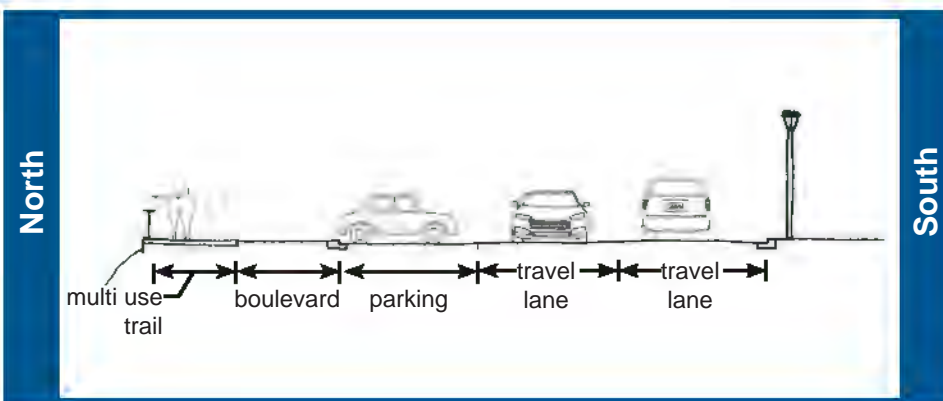 North
multi use
trail
boulevard
parking
travel
lane
travel
lane
South